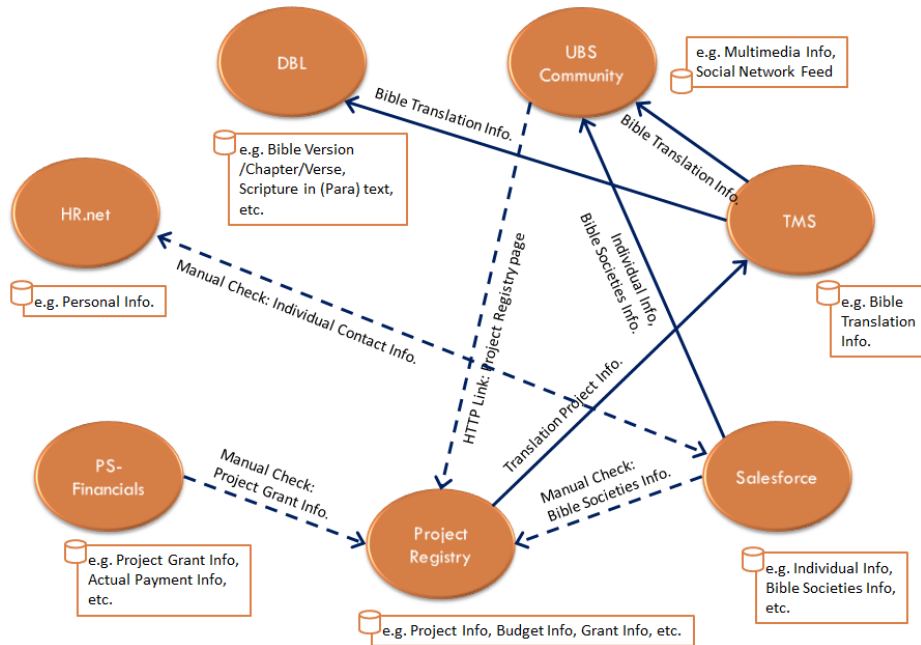 DBL
UBS
Community
e.g. Multimedia Info,
Social Network Feed
Bible Translation Info.
Bible Translation Info.
e.g. Bible Version
/Chapter/Verse,
Scripture in (Para) text,
etc.
HR.net
TMS
e.g. Personal Info.
Manual Check: Individual Contact Info.
HTTP Link: Project Registry page
Individual Info,
Bible Societies Info.
e.g. Bible
Translation
Info.
Translation Project Info.
PS-
Financials
Manual Check:
Project Grant Info.
Manual Check:
Bible Societies Info.
Salesforce
Project
Registry
e.g. Project Grant Info,
Actual Payment Info,
etc.
e.g. Individual Info,
Bible Societies Info,
etc.
e.g. Project Info, Budget Info, Grant Info, etc.